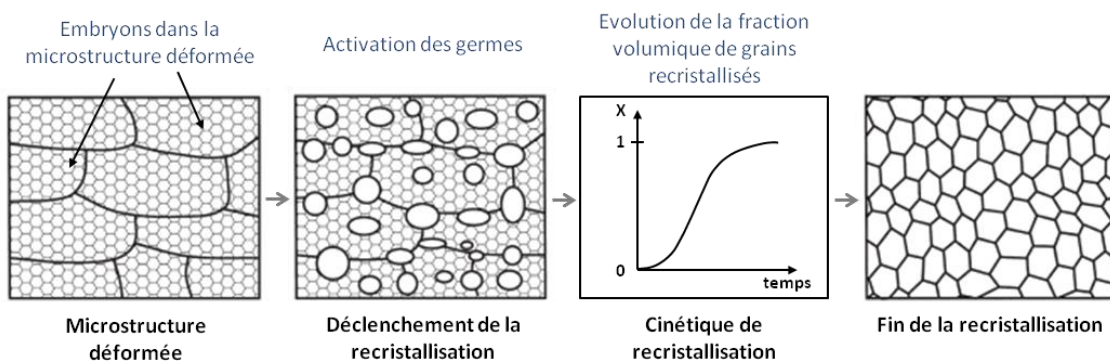 Embryons dans la
microstructure déformée
Activation des germes
Evolution de la fraction
volumique de grains
recristallisés
X
1
0
temps
Microstructure
déformée
Déclenchement de la
recristallisation
Cinétique de
recristallisation
Fin de la recristallisation